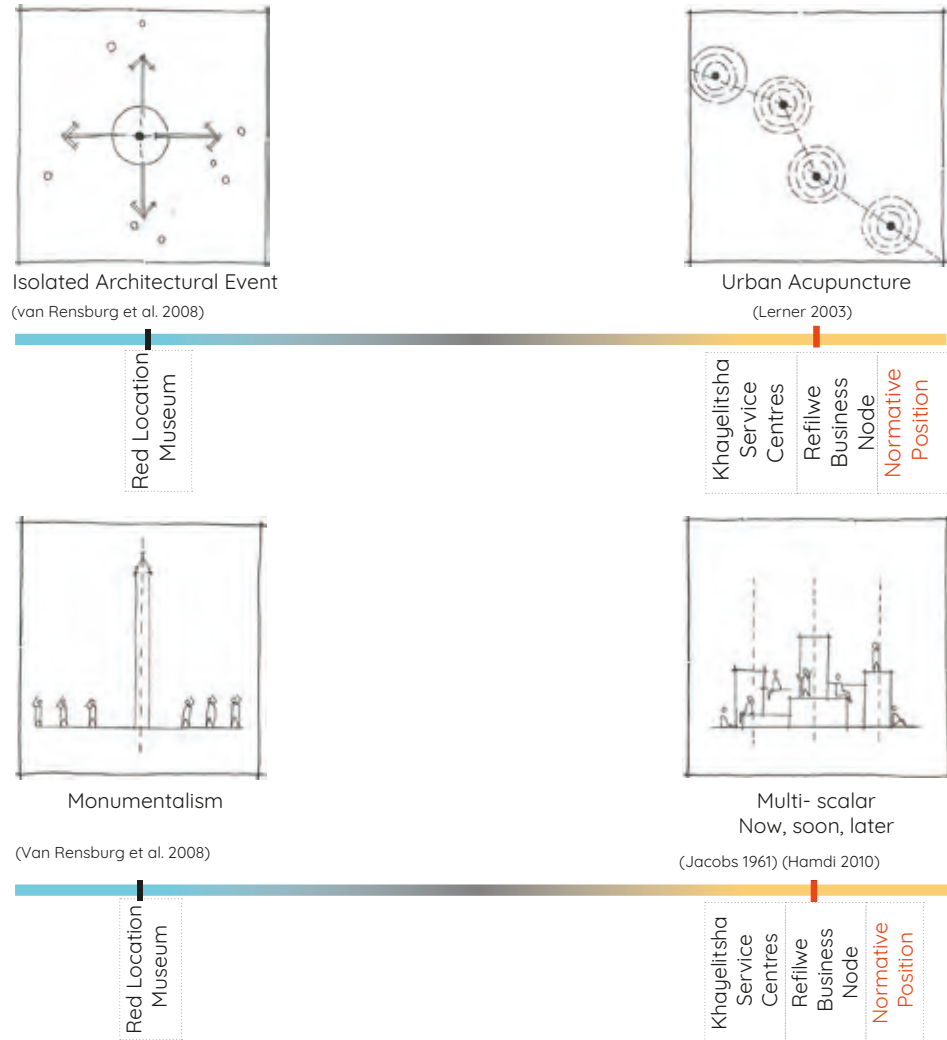 Isolated Architectural Event
(van Rensburg et al. 2008)
Urban Acupuncture
(Lerner 2003)
Red Location
Museum
Khayelitsha
Service
Centres
Refilwe
Business
Node
Normative
Position
Monumentalism
(Van Rensburg et al. 2008)
Multi- scalar
Now, soon, later
(Jacobs 1961) (Hamdi 2010)
Red Location
Museum
Khayelitsha
Service
Centres
Refilwe
Business
Node
Normative
Position